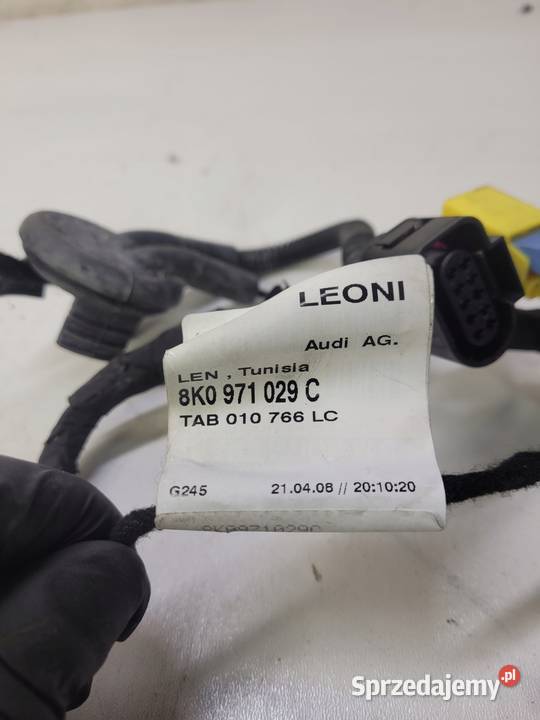 LEONI
Audi AG.
LEN , Tunisia
8K0 971 029 C
TAB 010 766 LC
G245 21.04.08 // 20:10:20
8K0971029C
Sprzedajemy.pl